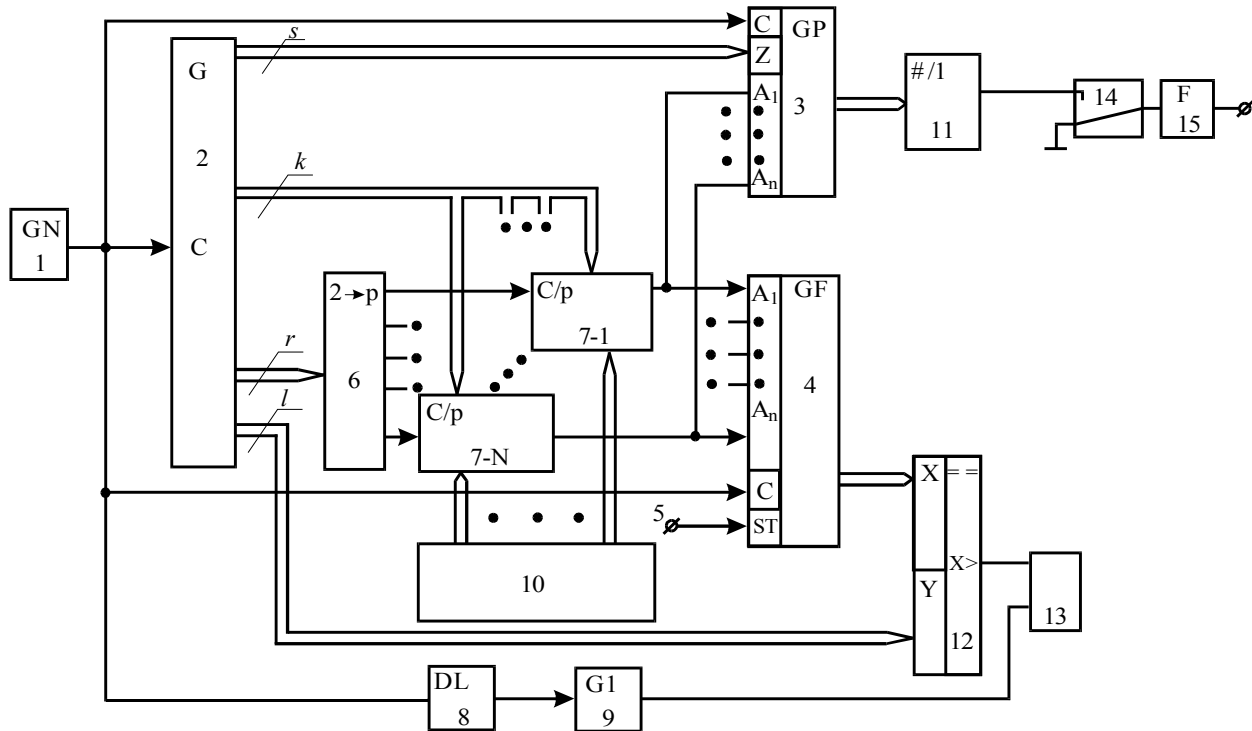 C
GP
Z
A1
3
An
#/1
11
14
F
15
s
G
2
k
C
GN
1
r
l
2→p
6
C/p
7-1
C/p
7-N
A1
GF
4
An
C
5
ST
10
X
==
X>
Y
12
13
DL
8
G1
9